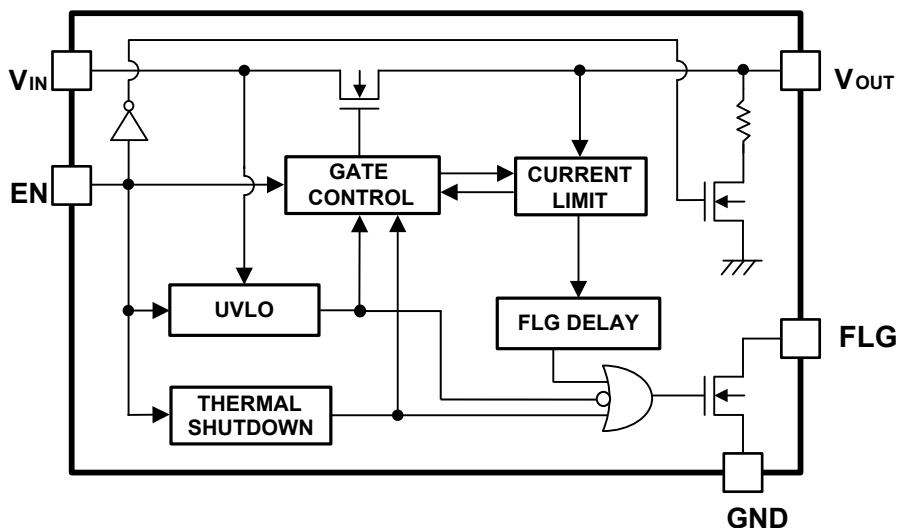 VIN
VOUT
EN
GATE
CONTROL
CURRENT
LIMIT
UVLO
FLG DELAY
FLG
THERMAL
SHUTDOWN
GND